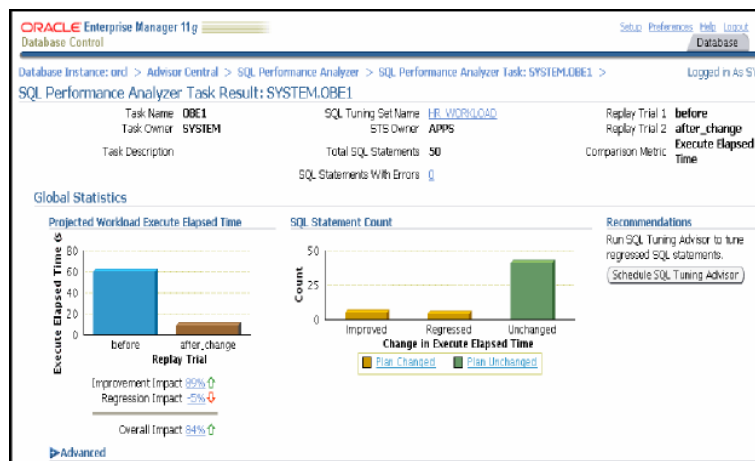 ORACLE Enterprise Manager 11g
Database Control
Setup Preferences Help Logout
Database
Database Instance: orcl > Advisor Central > SQL Performance Analyzer > SQL Performance Analyzer Task: SYSTEM.OBE1 >
Logged in As SY
SQL Performance Analyzer Task Result: SYSTEM.OBE1
Task Name OBE1
Task Owner SYSTEM
Task Description
SQL Tuning Set Name HR_WORKLOAD
STS Owner APPS
Total SQL Statements 50
SQL Statements With Errors 0
Replay Trial 1 before
Replay Trial 2 after_change
Comparison Metric Execute Elapsed
Time
Global Statistics
Projected Workload Execute Elapsed Time
Execute Elapsed Time (s
80
60
40
20
0
before after_change
Replay Trial
Improvement Impact 89%
Regression Impact -5%
Overall Impact 84%
SQL Statement Count
Count
50
25
0
Improved Regressed Unchanged
Change in Execute Elapsed Time
Plan Changed Plan Unchanged
Recommendations
Run SQL Tuning Advisor to tune
regressed SQL statements.
Schedule SQL Tuning Advisor
Advanced